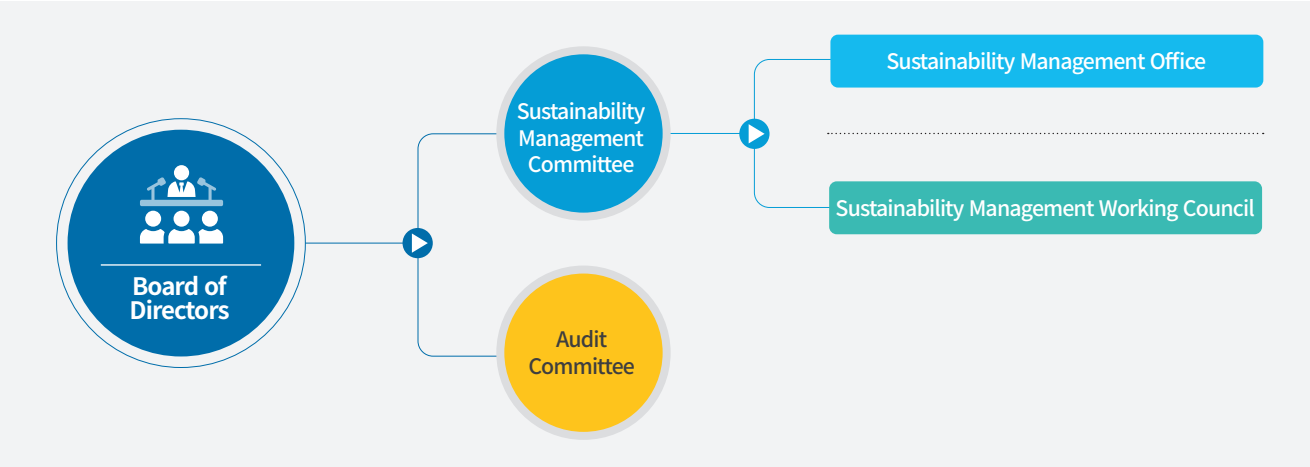 Board of
Directors
Sustainability
Management
Committee
Audit
Committee
Sustainability Management Office
Sustainability Management Working Council